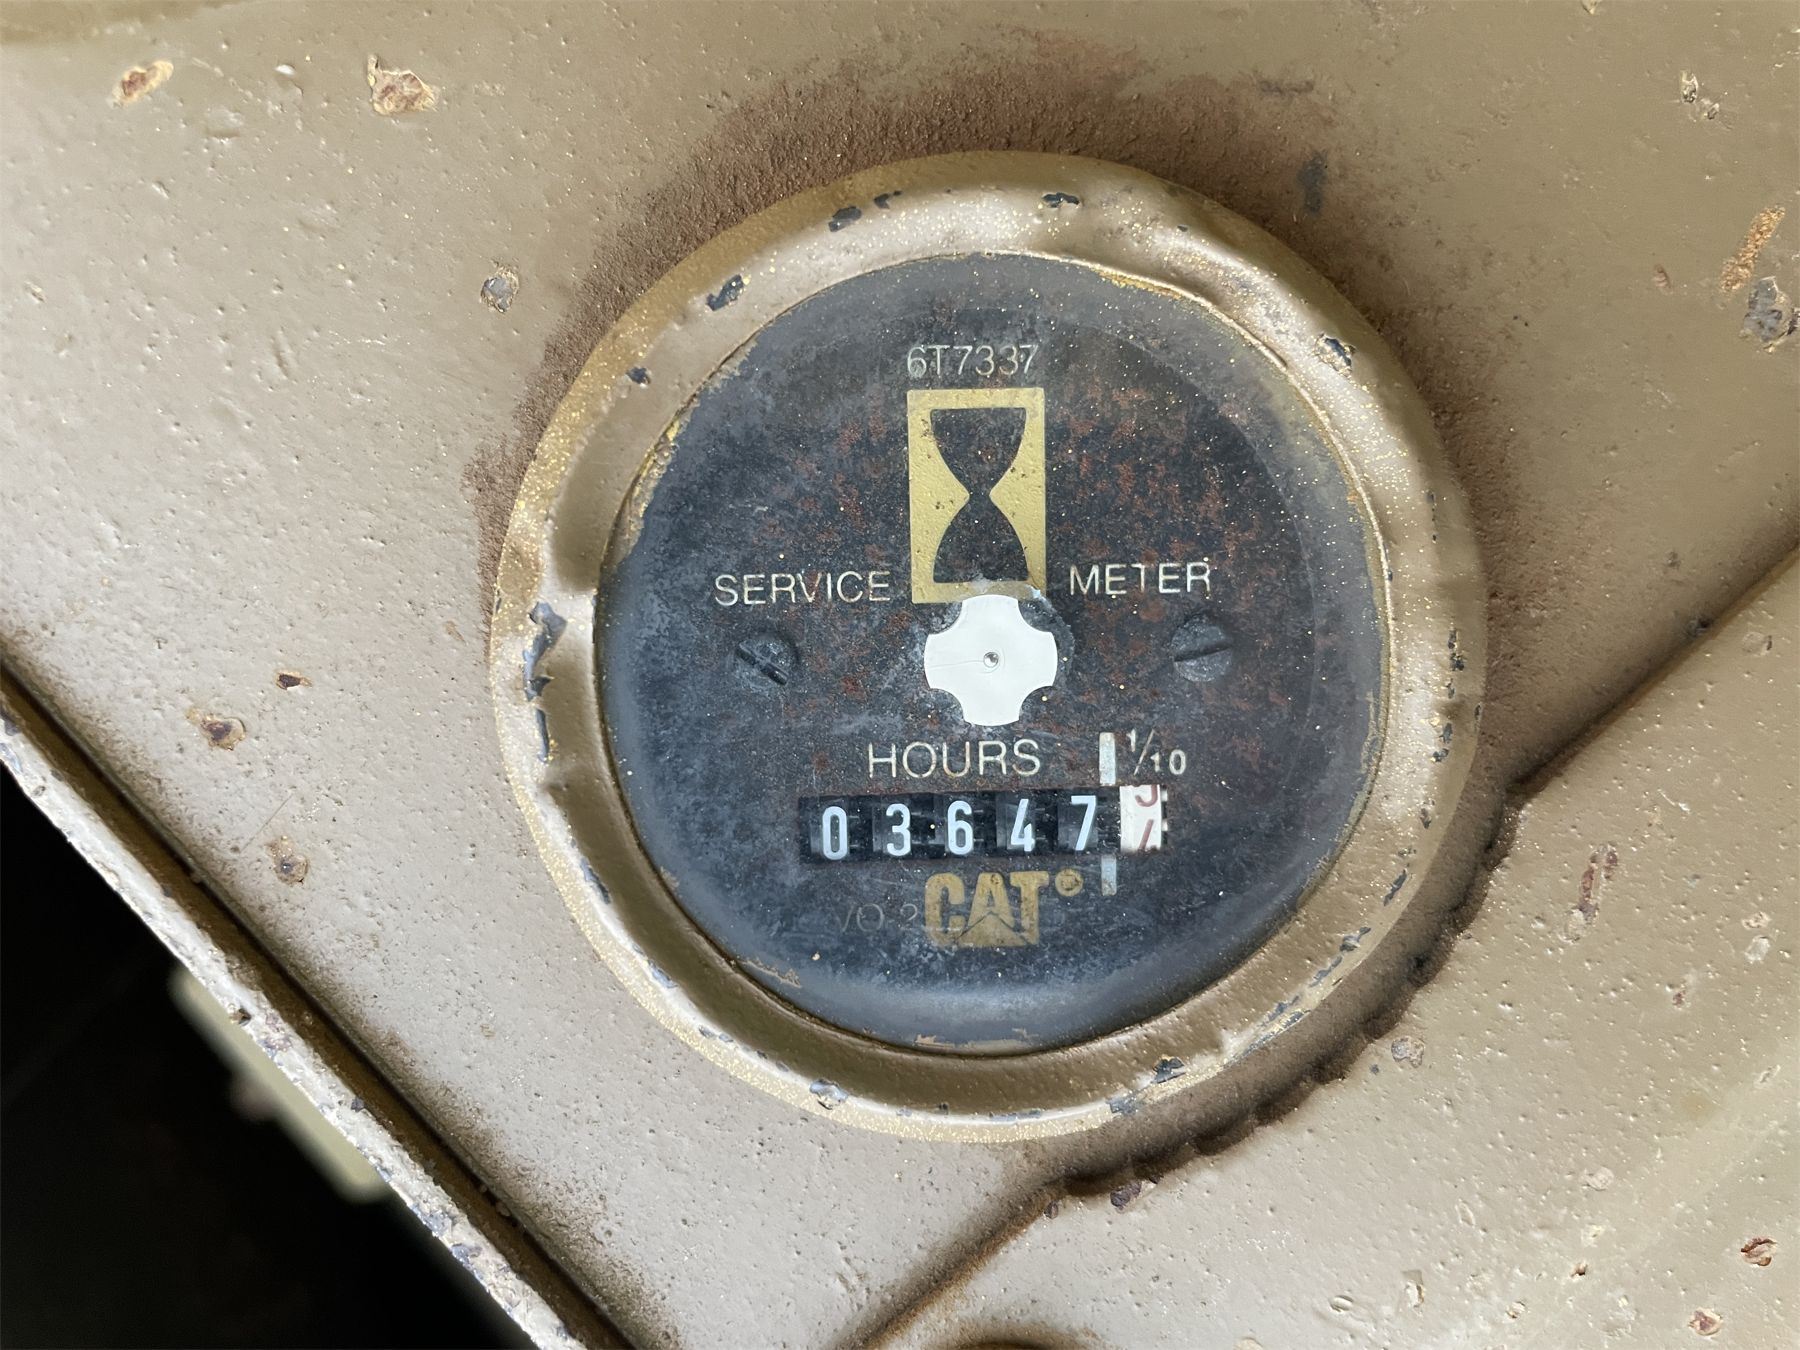 6T7337
SERVICE METER
HOURS 1/10
03647
CAT®